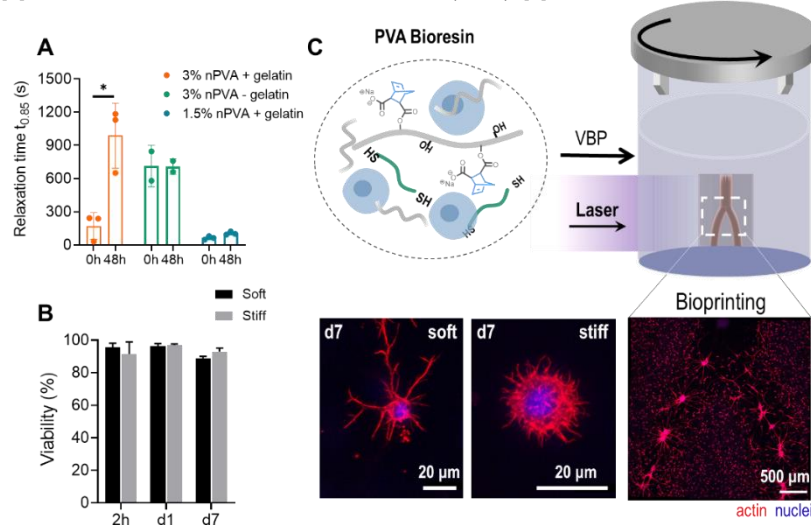 A
Relaxation time t0.85 (s)
1500
1200
900
600
300
0
*
3% nPVA + gelatin
3% nPVA - gelatin
1.5% nPVA + gelatin
0h 48h
0h 48h
0h 48h
B
Viability (%)
100
80
60
40
20
0
Soft
Stiff
2h
d1
d7
C
PVA Bioresin
⊕Na
⊖O
O
O
O
OH
OH
HS
SH
O
O
O
⊖O
Na⊕
SH
HS
VBP
Laser
Bioprinting
d7 soft
20 µm
d7 stiff
20 µm
500 µm
actin nuclei